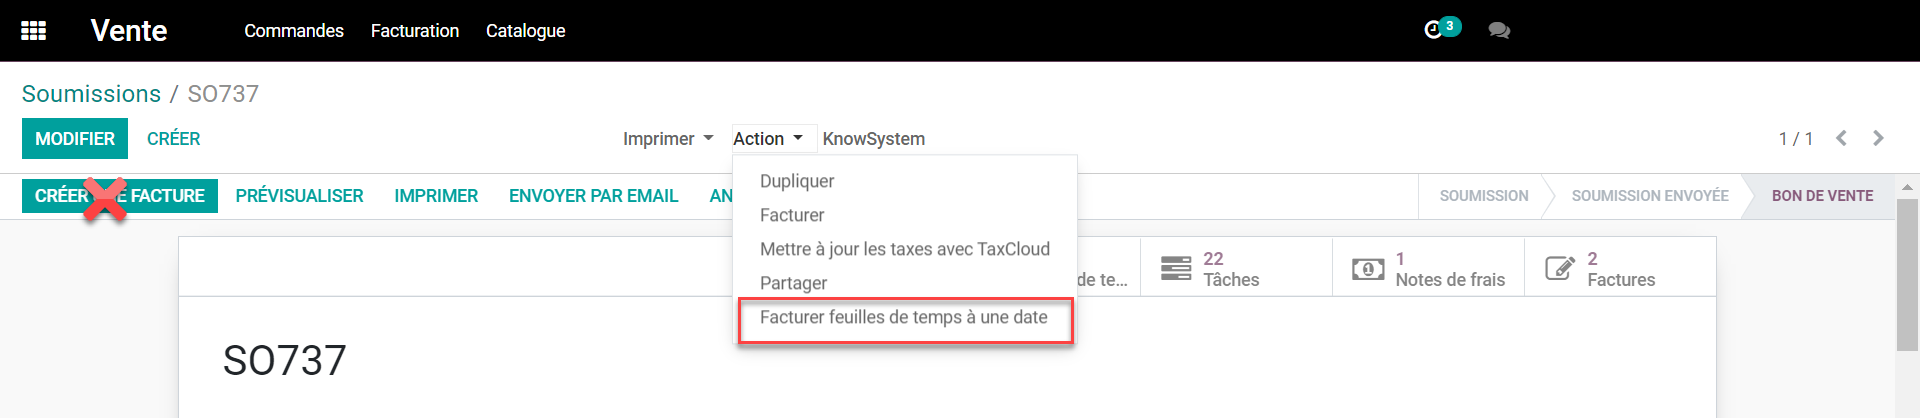 Vente
Commandes
Facturation
Catalogue
3
Soumissions / SO737
MODIFIER
CRÉER
Imprimer
Action
KnowSystem
1 / 1
CRÉER FACTURE
PRÉVISUALISER
IMPRIMER
ENVOYER PAR EMAIL
SOUMISSION
SOUMISSION ENVOYÉE
BON DE VENTE
Dupliquer
Facturer
Mettre à jour les taxes avec TaxCloud
Partager
Facturer feuilles de temps à une date
de te...
22
Tâches
1
Notes de frais
2
Factures
SO737